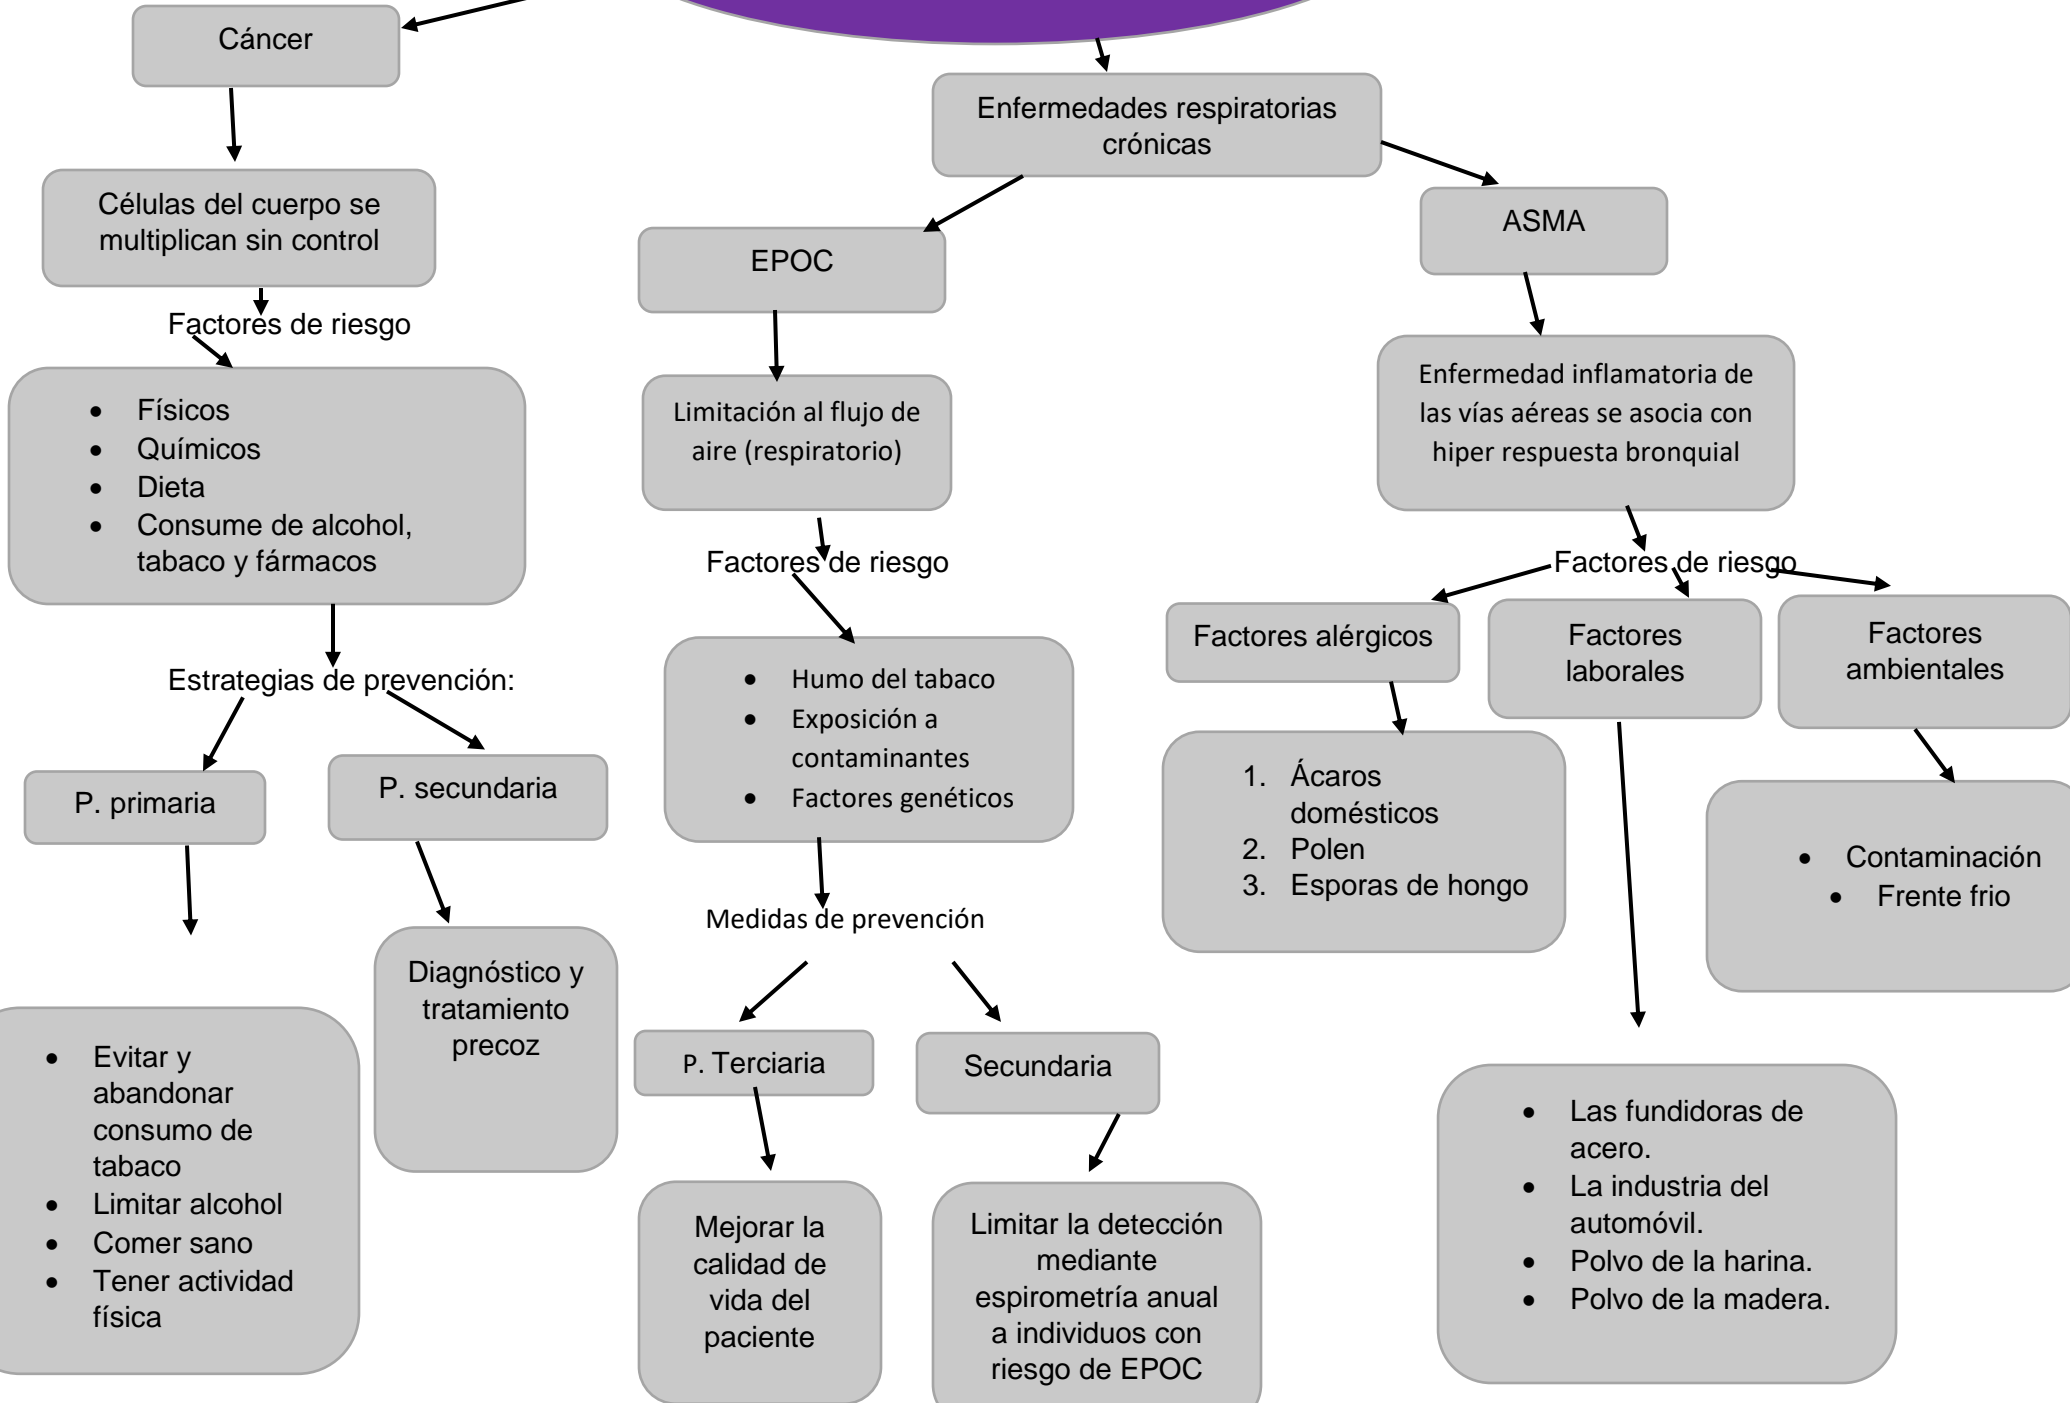 Cáncer
Células del cuerpo se
multiplican sin control
Factores de riesgo
• Físicos
• Químicos
• Dieta
• Consume de alcohol,
tabaco y fármacos
Estrategias de prevención:
P. primaria
P. secundaria
• Evitar y
abandonar
consumo de
tabaco
• Limitar alcohol
• Comer sano
• Tener actividad
física
Diagnóstico y
tratamiento
precoz
Enfermedades respiratorias
crónicas
EPOC
Limitación al flujo de
aire (respiratorio)
Factores de riesgo
• Humo del tabaco
• Exposición a
contaminantes
• Factores genéticos
Medidas de prevención
P. Terciaria
Secundaria
Mejorar la
calidad de
vida del
paciente
Limitar la detección
mediante
espirometría anual
a individuos con
riesgo de EPOC
ASMA
Enfermedad inflamatoria de
las vías aéreas se asocia con
hiper respuesta bronquial
Factores de riesgo
Factores alérgicos
Factores
laborales
Factores
ambientales
1. Ácaros
domésticos
2. Polen
3. Esporas de hongo
• Las fundidoras de
acero.
• La industria del
automóvil.
• Polvo de la harina.
• Polvo de la madera.
• Contaminación
• Frente frio